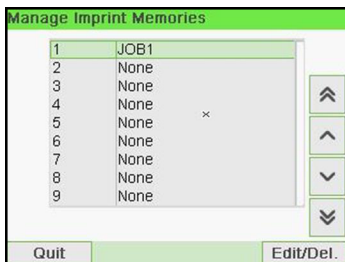 Manage Imprint Memories
1 JOB1
2 None
3 None
4 None
5 None
6 None
7 None
8 None
9 None
Quit Edit/Del.